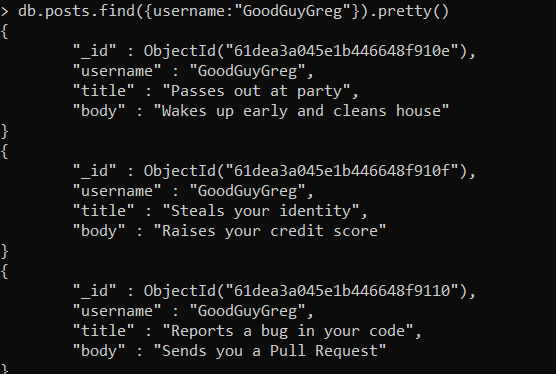 > db.posts.find({username:"GoodGuyGreg"}).pretty()
{
"_id" : ObjectId("61dea3a045e1b446648f910e"),
"username" : "GoodGuyGreg",
"title" : "Passes out at party",
"body" : "Wakes up early and cleans house"
}
{
"_id" : ObjectId("61dea3a045e1b446648f910f"),
"username" : "GoodGuyGreg",
"title" : "Steals your identity",
"body" : "Raises your credit score"
}
{
"_id" : ObjectId("61dea3a045e1b446648f9110"),
"username" : "GoodGuyGreg",
"title" : "Reports a bug in your code",
"body" : "Sends you a Pull Request"
}